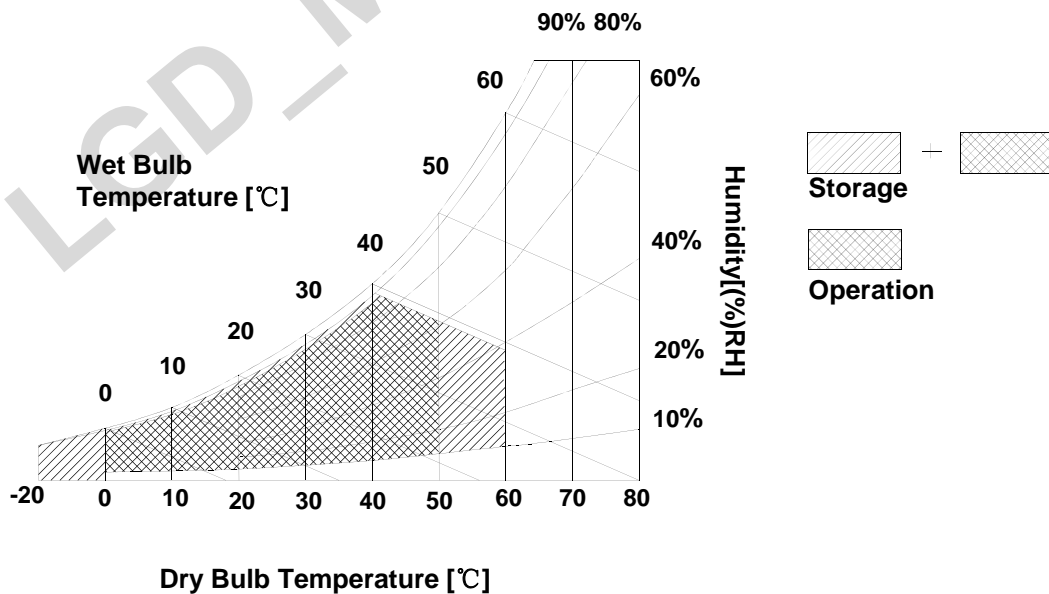 90% 80%
60
60%
Wet Bulb
Temperature [℃]
50
40
40%
30
20
20%
10
10%
0
Humidity[(%)RH]
-20 0 10 20 30 40 50 60 70 80
Dry Bulb Temperature [℃]
Storage
Operation
LGD_